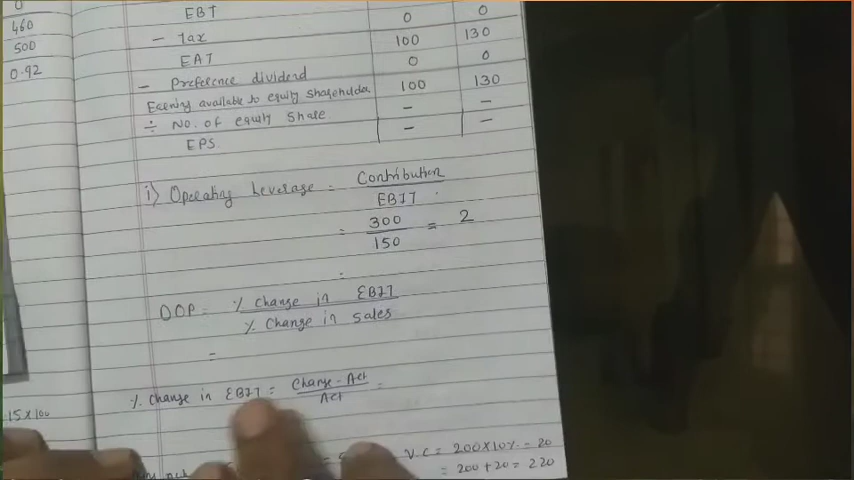 0
460
500
0.92
EBT 0 0
- Tax 100 130
EAT 0 0
- Preference dividend 100 130
Earning available to equity shareholder - -
÷ No. of equity share - -
EPS.
i) Operating Leverage = Contribution
EBIT
= 300 = 2
150
=
DOP = % Change in EBIT
% Change in sales
=
% Change in EBIT = Change - Act =
Act
.15 x 100
V.C = 200x10% = 20
= 200 + 20 = 220